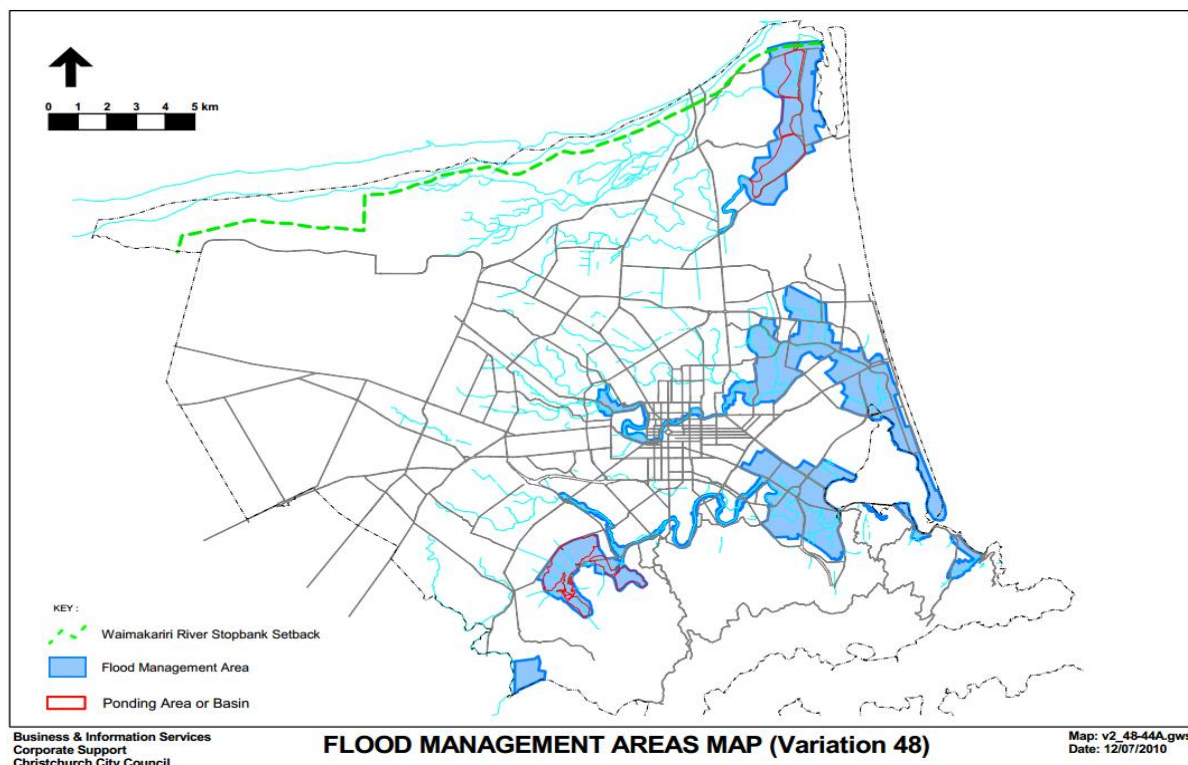 0 1 2 3 4 5 km
KEY :
Waimakariri River Stopbank Setback
Flood Management Area
Ponding Area or Basin
Business & Information Services
Corporate Support
Christchurch City Council
FLOOD MANAGEMENT AREAS MAP (Variation 48)
Map: v2_48-44A.gws
Date: 12/07/2010